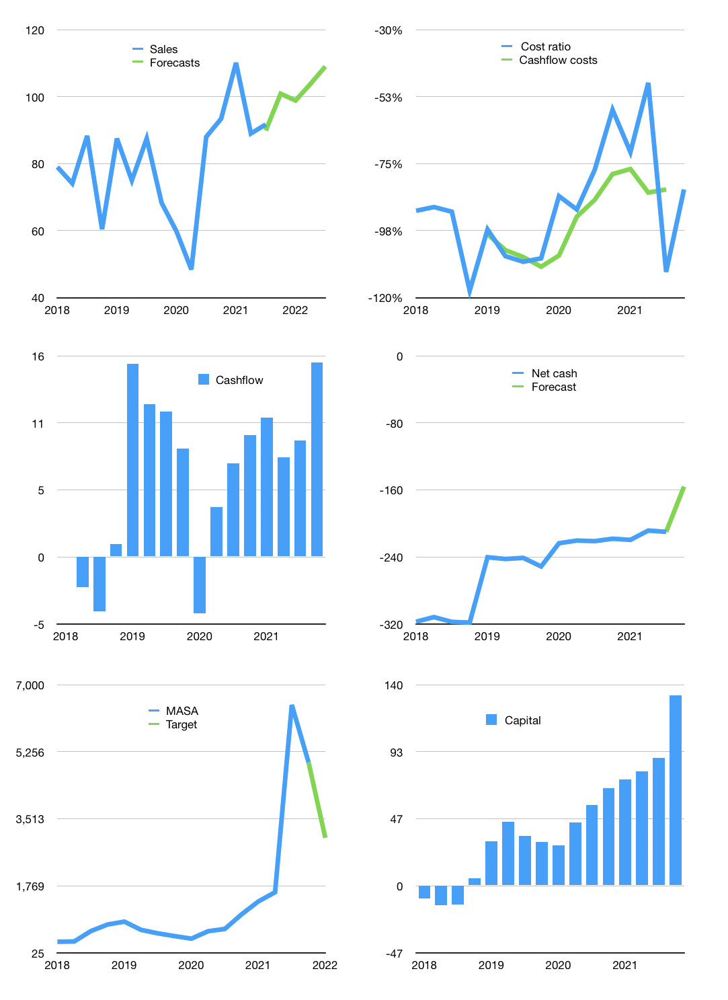 120
Sales
Forecasts
100
80
60
40
2018 2019 2020 2021 2022
-30%
Cost ratio
Cashflow costs
-53%
-75%
-98%
-120%
2018 2019 2020 2021
16
Cashflow
11
5
0
-5
2018 2019 2020 2021
0
Net cash
Forecast
-80
-160
-240
-320
2018 2019 2020 2021
7,000
MASA
Target
5,256
3,513
1,769
25
2018 2019 2020 2021 2022
140
Capital
93
47
0
-47
2018 2019 2020 2021